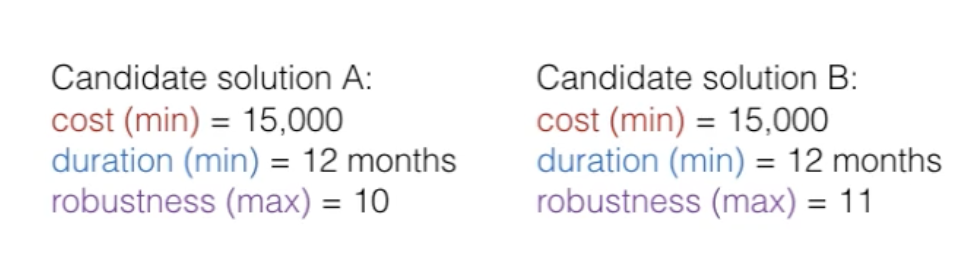 Candidate solution A:
cost (min) = 15,000
duration (min) = 12 months
robustness (max) = 10
Candidate solution B:
cost (min) = 15,000
duration (min) = 12 months
robustness (max) = 11